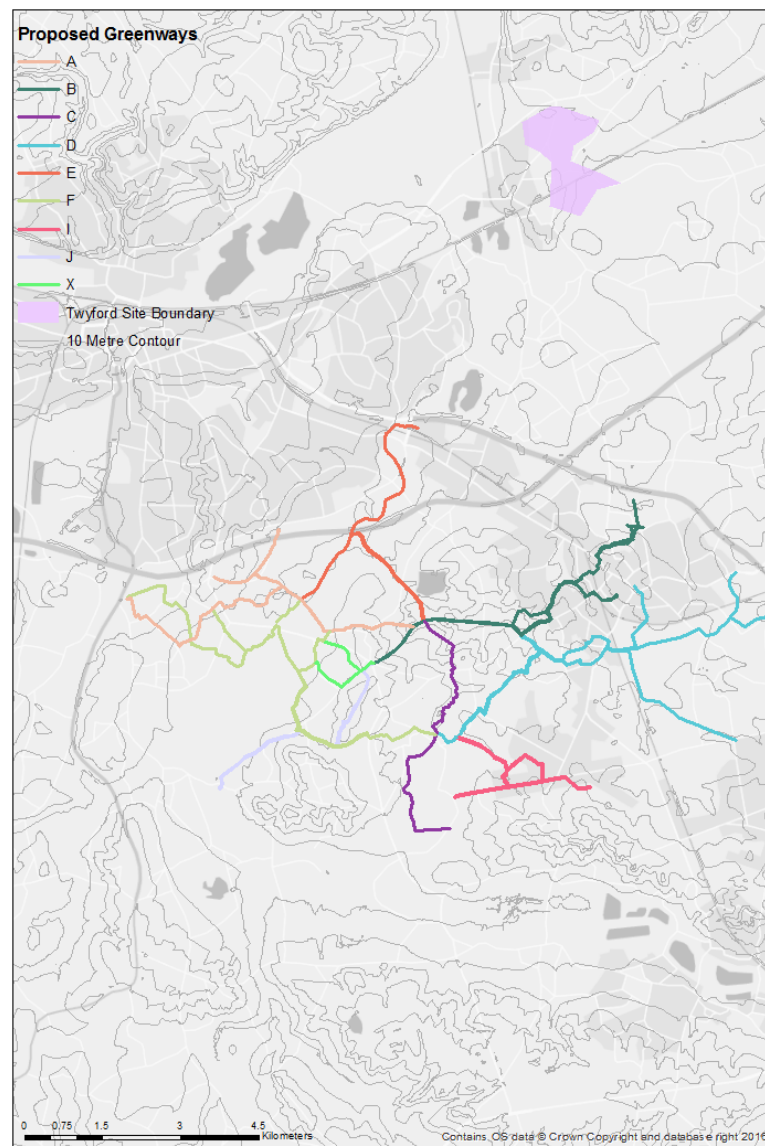 Proposed Greenways
A
B
C
D
E
F
I
J
X
Twyford Site Boundary
10 Metre Contour
0 0.75 1.5 3 4.5
Kilometers
Contains, OS data © Crown Copyright and database right 2016